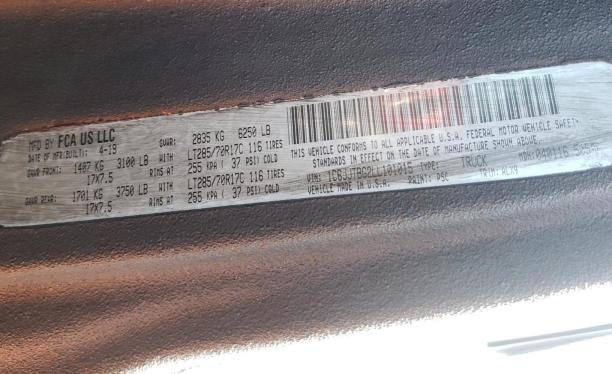 MFD BY FCA US LLC
DATE OF MFR(BUILT): 4-19 GVWR: 2835 KG 6250 LB
GAWR FRONT: 1407 KG 3100 LB WITH LT285/70R17C 116 TIRES
17X7.5 RIMS AT 255 KPA ( 37 PSI) COLD
GAWR REAR: 1701 KG 3750 LB WITH LT285/70R17C 116 TIRES
17X7.5 RIMS AT 255 KPA ( 37 PSI) COLD
THIS VEHICLE CONFORMS TO ALL APPLICABLE U.S.A. FEDERAL MOTOR VEHICLE SAFETY
STANDARDS IN EFFECT ON THE DATE OF MANUFACTURE SHOWN ABOVE.
VIN: TYPE: TRUCK MDH:
MADE IN U.S.A. PAINT: PSC TRIM: